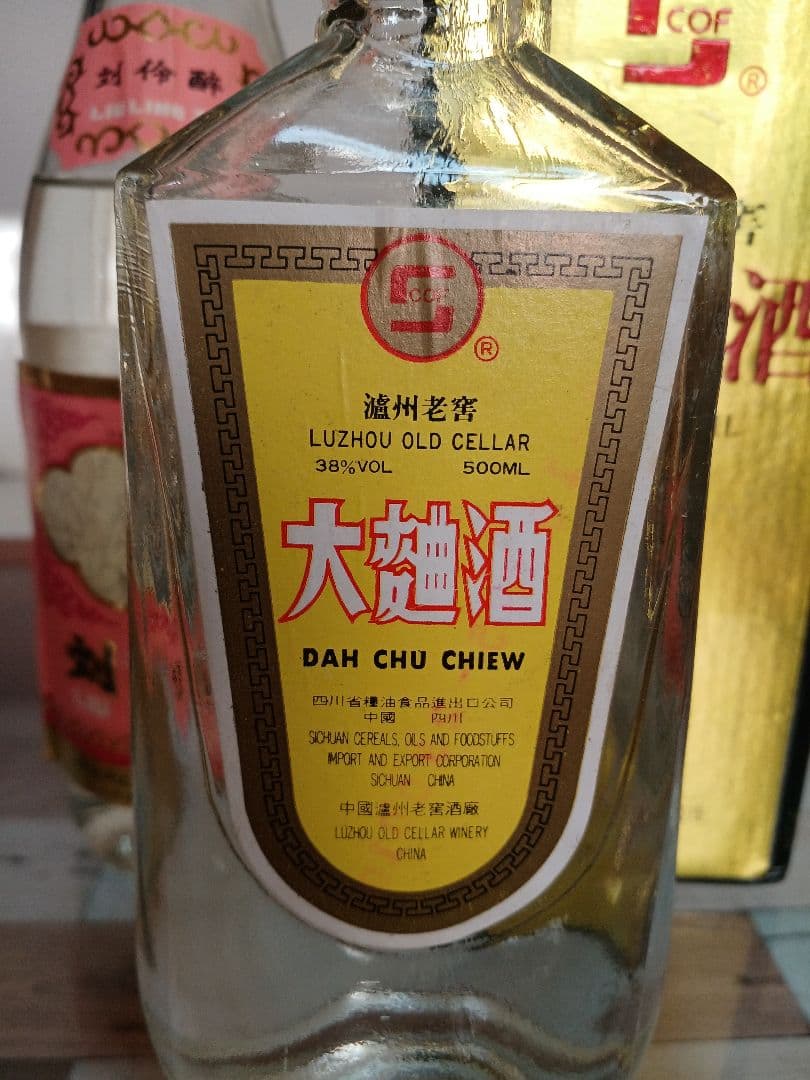 刘伶醉
COF
®
酒
COF
®
瀘州老窖
LUZHOU OLD CELLAR
38%VOL 500ML
大麯酒
DAH CHU CHIEW
四川省糧油食品進出口公司
中國 四川
SICHUAN CEREALS, OILS AND FOODSTUFFS
IMPORT AND EXPORT CORPORATION
SICHUAN CHINA
中國瀘州老窖酒廠
LUZHOU OLD CELLAR WINERY
CHINA
刘